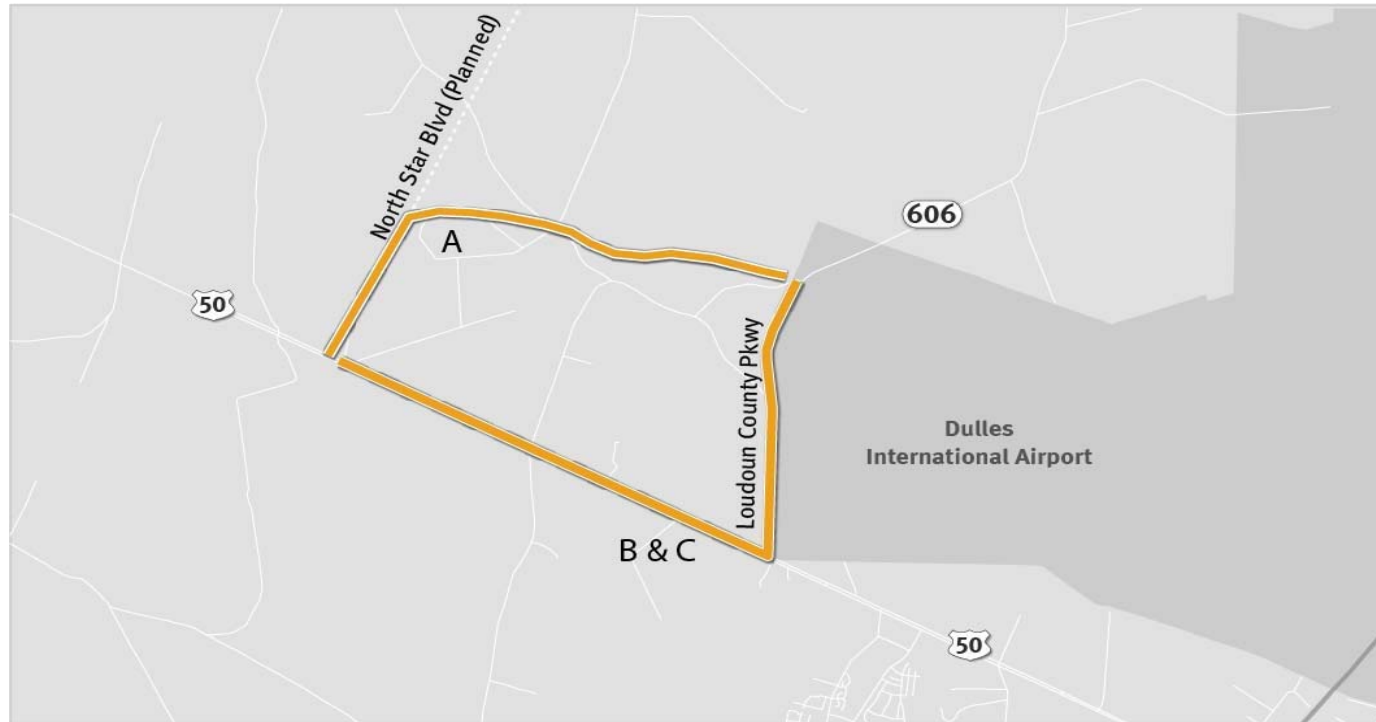 North Star Blvd (Planned)
606
A
50
Loudoun County Pkwy
Dulles
International Airport
B & C
50